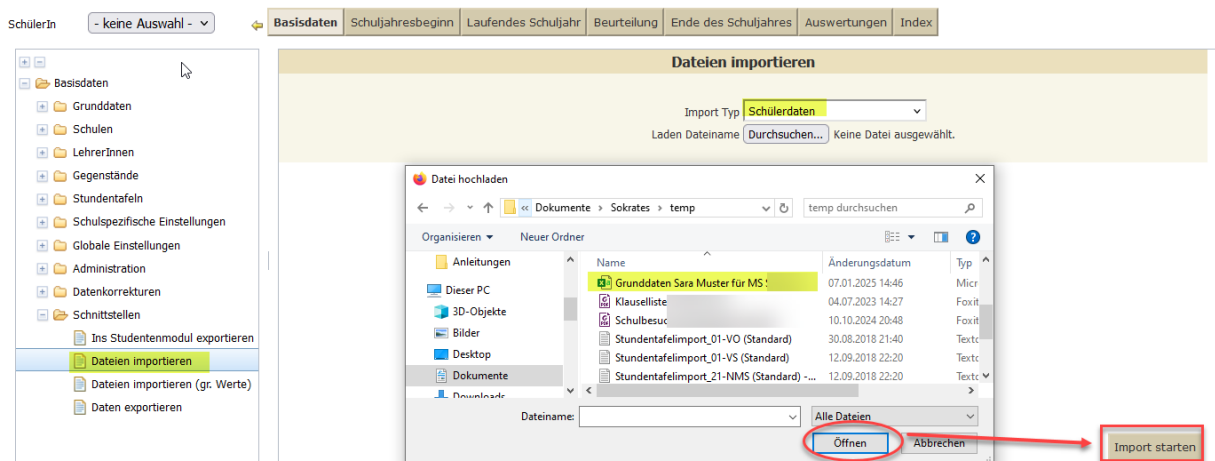 SchülerIn - keine Auswahl - Basisdaten Schuljahresbeginn Laufendes Schuljahr Beurteilung Ende des Schuljahres Auswertungen Index
Basisdaten
Grunddaten
Schulen
LehrerInnen
Gegenstände
Stundentafeln
Schulspezifische Einstellungen
Globale Einstellungen
Administration
Datenkorrekturen
Schnittstellen
Ins Studentenmodul exportieren
Dateien importieren
Dateien importieren (gr. Werte)
Daten exportieren
Dateien importieren
Import Typ Schülerdaten
Laden Dateiname Durchsuchen... Keine Datei ausgewählt.
Datei hochladen
« Dokumente > Sokrates > temp temp durchsuchen
Organisieren Neuer Ordner
Anleitungen
Dieser PC
3D-Objekte
Bilder
Desktop
Dokumente
Downloads
Name Änderungsdatum Typ
Grunddaten Sara Muster für MS 07.01.2025 14:46 Micr
Klauselliste 04.07.2023 14:27 Foxit
Schulbesuc 10.10.2024 20:48 Foxit
Stundentafelimport_01-VO (Standard) 30.08.2018 21:40 Textc
Stundentafelimport_01-VS (Standard) 12.09.2018 22:20 Textc
Stundentafelimport_21-NMS (Standard) -... 12.09.2018 22:20 Textc
Dateiname: Alle Dateien
Öffnen Abbrechen
Import starten